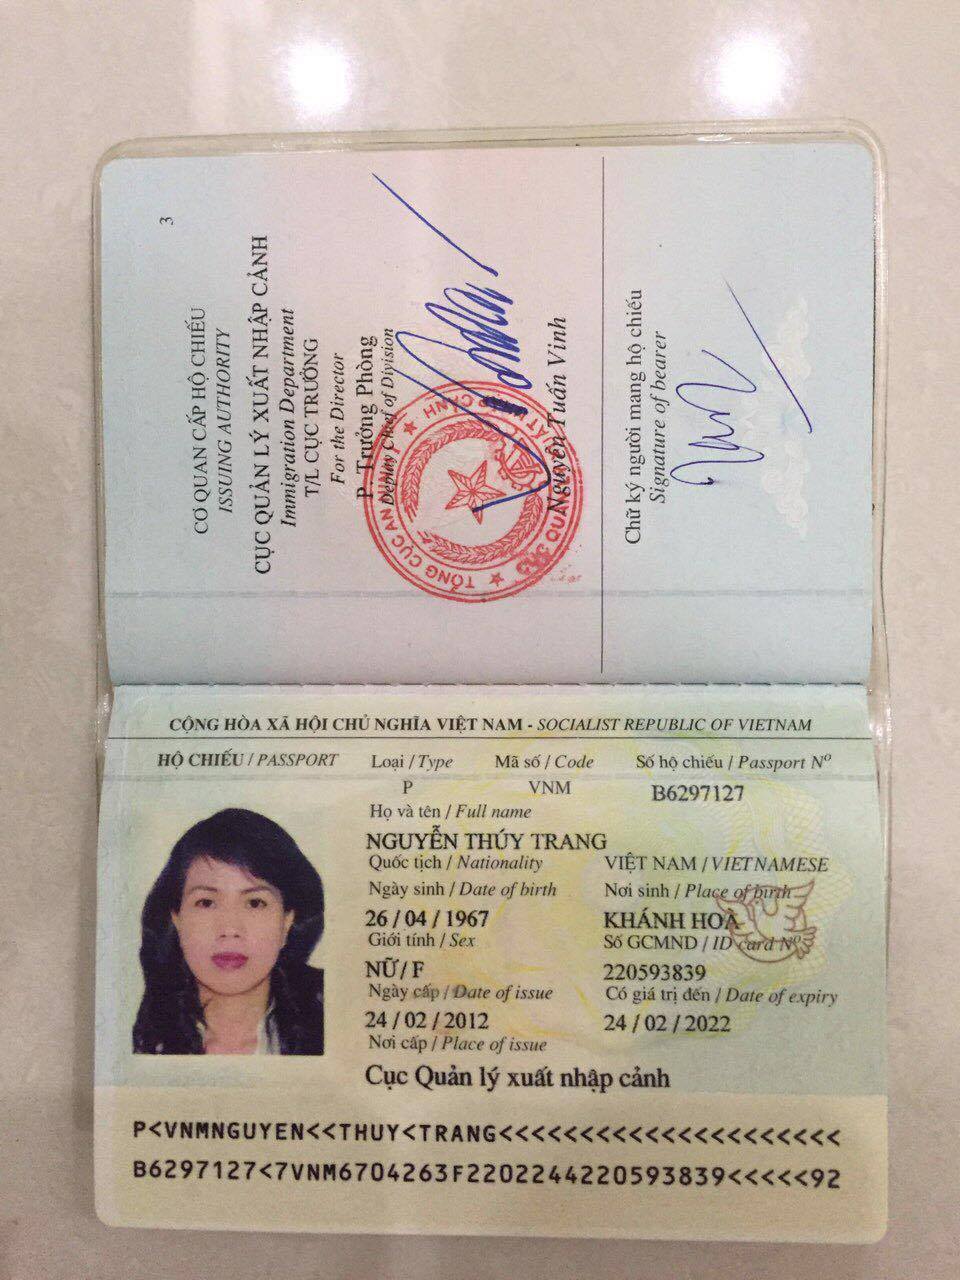 3
CƠ QUAN CẤP HỘ CHIẾU
ISSUING AUTHORITY
CỤC QUẢN LÝ XUẤT NHẬP CẢNH
Immigration Department
T/L CỤC TRƯỞNG
For the Director
P. Trưởng Phòng
Deputy Chief of Division
TỔNG CỤC AN NINH
Nguyễn Tuấn Vinh
Chữ ký người mang hộ chiếu
Signature of bearer
CỘNG HÒA XÃ HỘI CHỦ NGHĨA VIỆT NAM - SOCIALIST REPUBLIC OF VIETNAM
HỘ CHIẾU / PASSPORT Loại / Type Mã số / Code Số hộ chiếu / Passport Nº
P VNM B6297127
Họ và tên / Full name
NGUYỄN THÚY TRANG
Quốc tịch / Nationality VIỆT NAM / VIETNAMESE
Ngày sinh / Date of birth Nơi sinh / Place of birth
26 / 04 / 1967 KHÁNH HOÀ
Giới tính / Sex Số GCMND / ID card Nº
NỮ / F 220593839
Ngày cấp / Date of issue Có giá trị đến / Date of expiry
24 / 02 / 2012 24 / 02 / 2022
Nơi cấp / Place of issue
Cục Quản lý xuất nhập cảnh
P<VNMNGUYEN<<THUY<TRANG<<<<<<<<<<<<<<<<<<<<<
B6297127<7VNM6704263F2202244220593839<<<<<92